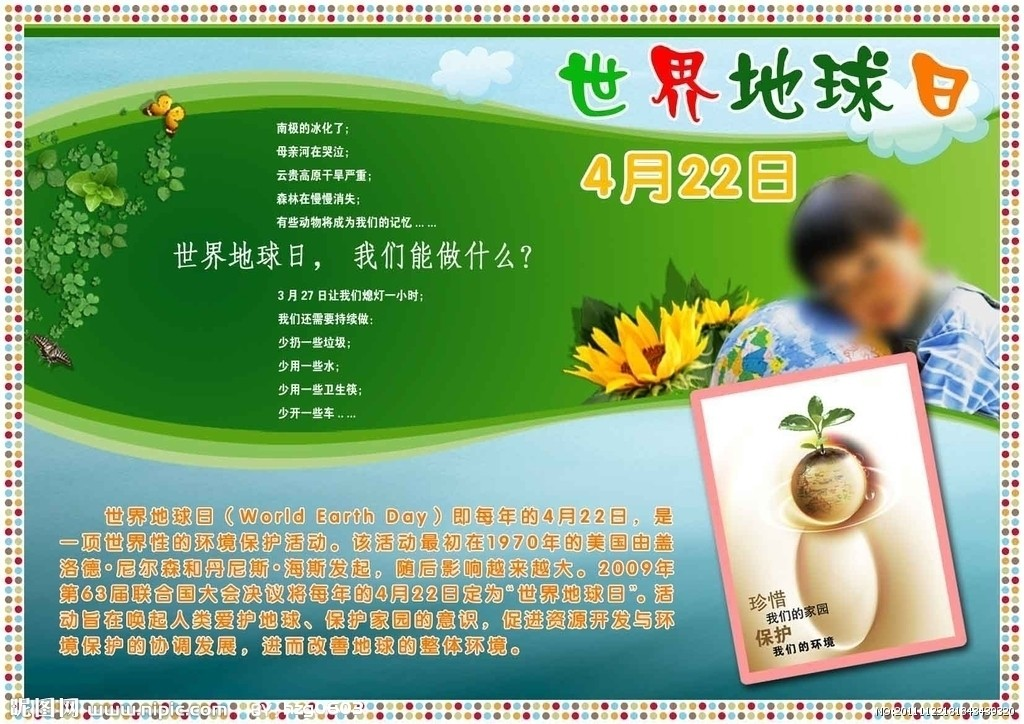 世界地球日
4月22日
南极的冰化了；
母亲河在哭泣；
云贵高原干旱严重；
森林在慢慢消失；
有些动物将成为我们的记忆……
世界地球日， 我们能做什么？
3月27日让我们熄灯一小时；
我们还需要持续做：
少扔一些垃圾；
少用一些水；
少用一些卫生筷；
少开一些车……
世界地球日（World Earth Day）即每年的4月22日，是
一项世界性的环境保护活动。该活动最初在1970年的美国由盖
洛德·尼尔森和丹尼斯·海斯发起，随后影响越来越大。2009年
第63届联合国大会决议将每年的4月22日定为“世界地球日”。活
动旨在唤起人类爱护地球、保护家园的意识，促进资源开发与环
境保护的协调发展，进而改善地球的整体环境。
珍惜
我们的家园
保护
我们的环境
昵图网 www.nipic.com